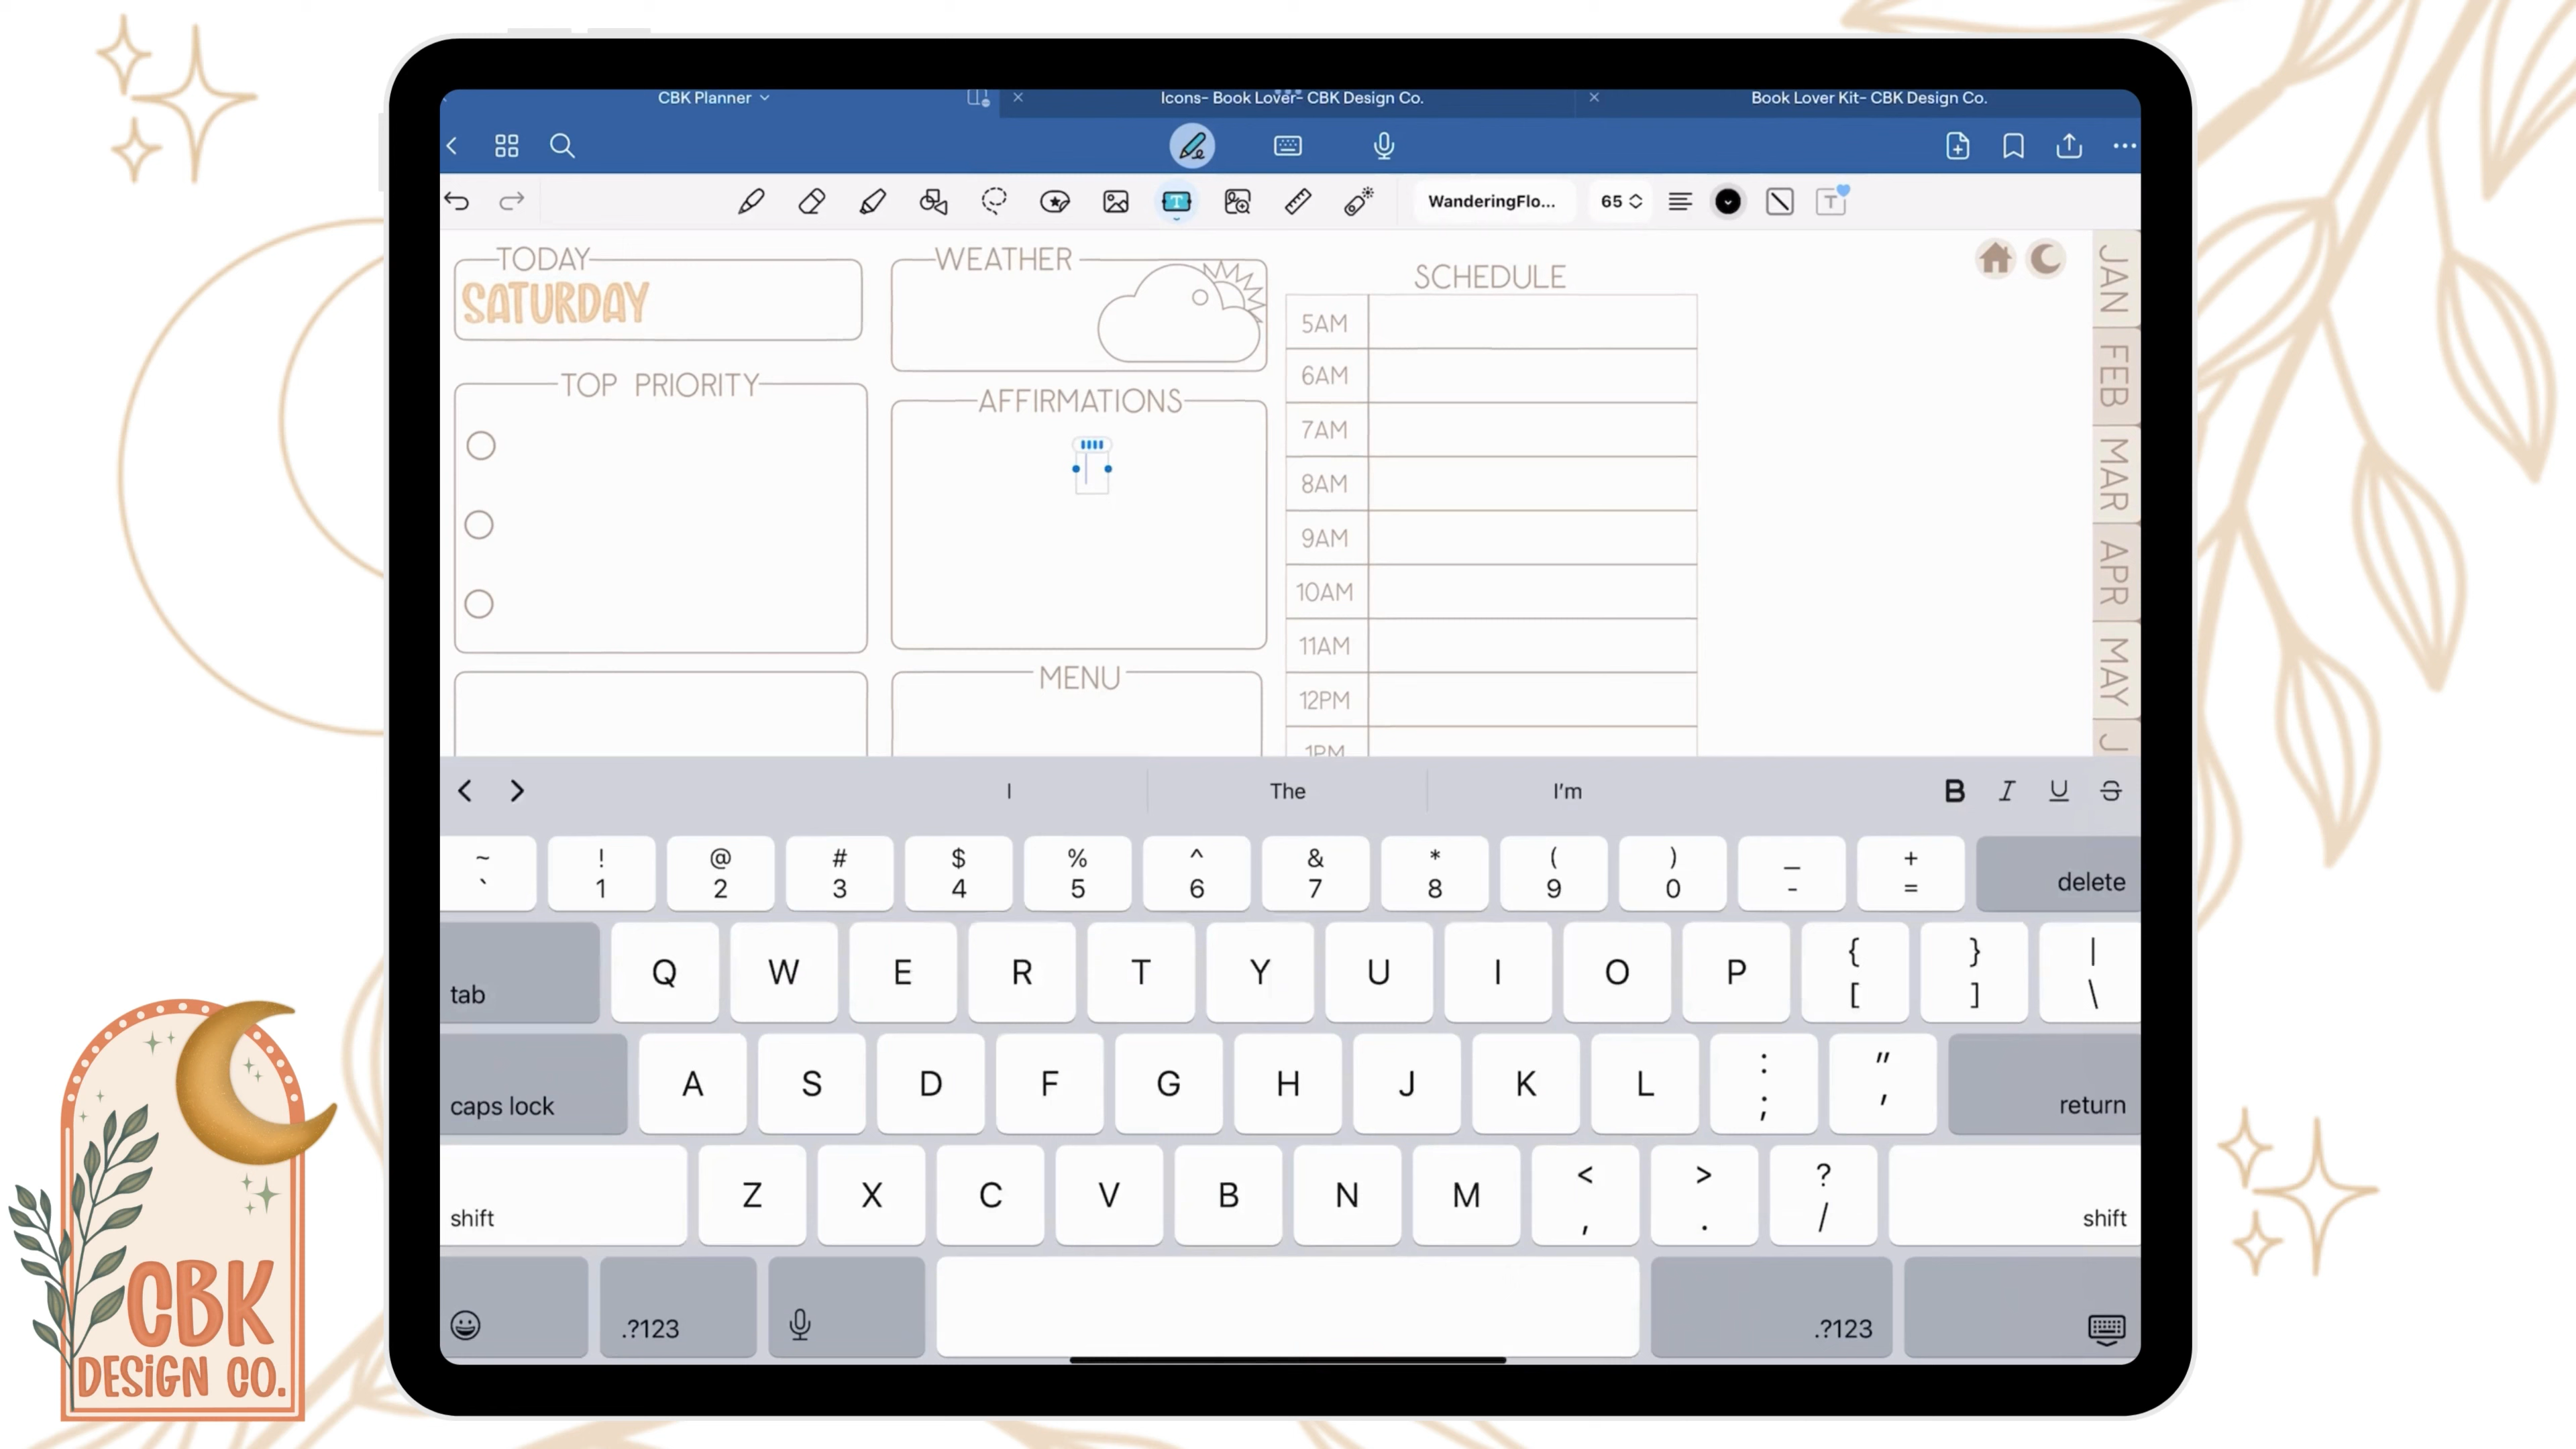 CBK Planner
Icons- Book Lover- CBK Design Co.
Book Lover Kit- CBK Design Co.
WanderingFlo...
65
TODAY
SATURDAY
WEATHER
SCHEDULE
TOP PRIORITY
AFFIRMATIONS
MENU
5AM
6AM
7AM
8AM
9AM
10AM
11AM
12PM
1PM
JAN
FEB
MAR
APR
MAY
J
I
The
I'm
B I U S
~ ! @ # $ % ^ & * ( ) _ +
` 1 2 3 4 5 6 7 8 9 0 - = delete
tab Q W E R T Y U I O P { [ } ] | \
caps lock A S D F G H J K L : ; " ' return
shift Z X C V B N M < , > . ? / shift
.?123 .?123
CBK
DESIGN CO.